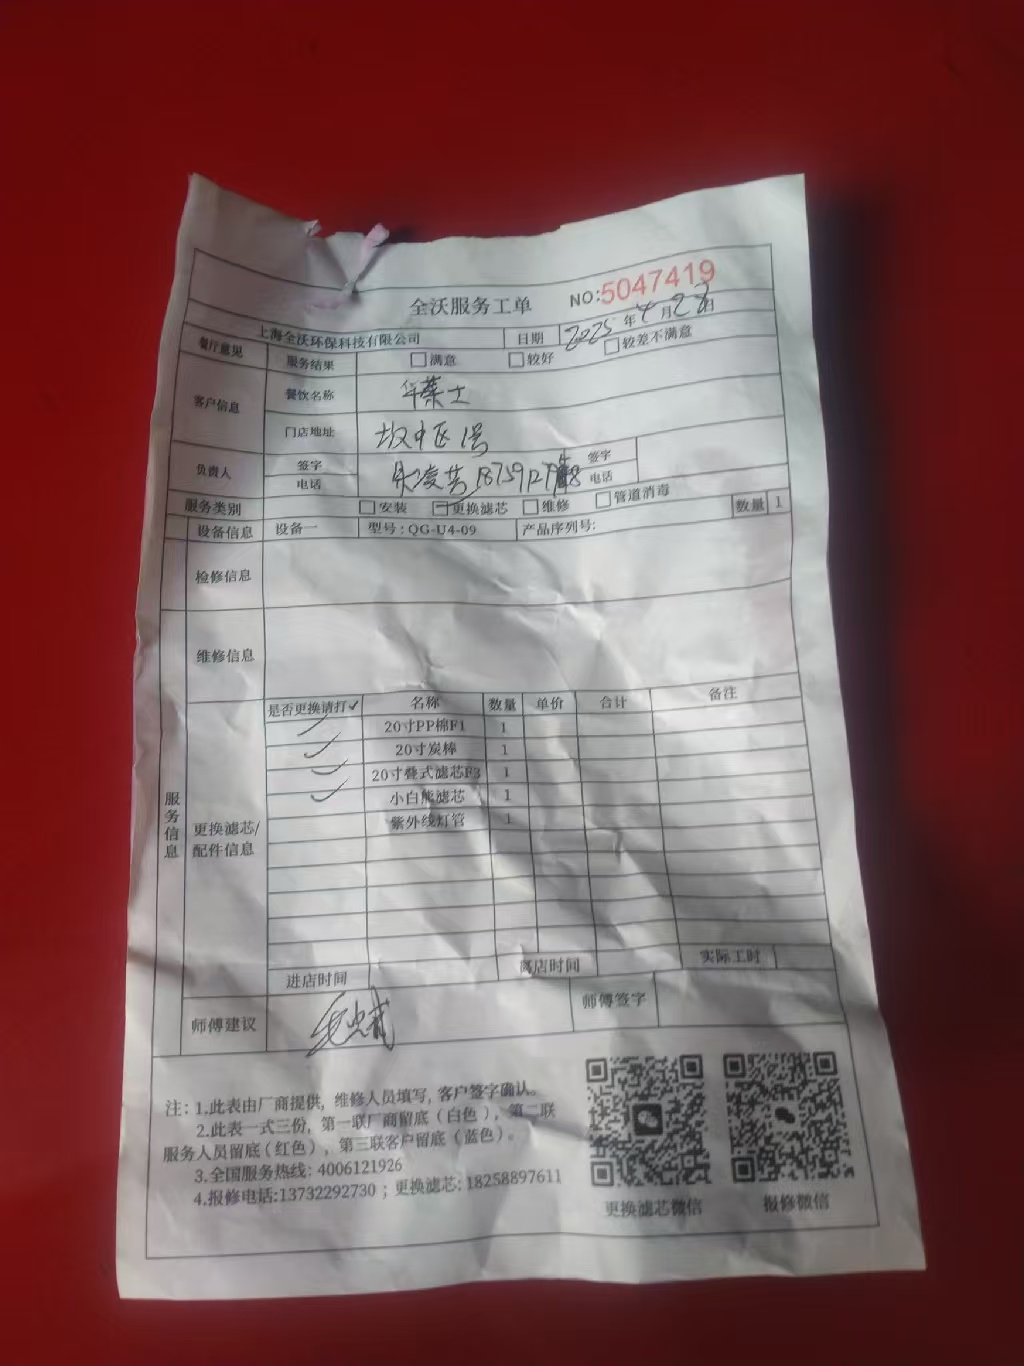 全沃服务工单
NO:5047419
上海全沃环保科技有限公司 日期 2025年4月22日
餐厅意见 服务结果 满意 较好 较差不满意
客户信息 餐饮名称 华莱士
门店地址
负责人 签字 签字
电话 电话
服务类别 安装 更换滤芯 维修 管道消毒
设备信息 设备一 型号:QG-U4-09 产品序列号: 数量 1
检修信息
维修信息
服务信息
更换滤芯/配件信息
是否更换请打✓ 名称 数量 单价 合计 备注
✓ 20寸PP棉F1 1
✓ 20寸炭棒 1
✓ 20寸叠式滤芯F3 1
✓ 小白熊滤芯 1
紫外线灯管 1
进店时间 离店时间 实际工时
师傅建议 师傅签字
注: 1.此表由厂商提供, 维修人员填写, 客户签字确认。
2.此表一式三份, 第一联厂商留底(白色), 第二联
服务人员留底(红色), 第三联客户留底(蓝色)。
3.全国服务热线: 4006121926
4.报修电话:13732292730 ; 更换滤芯: 18258897611
更换滤芯微信 报修微信